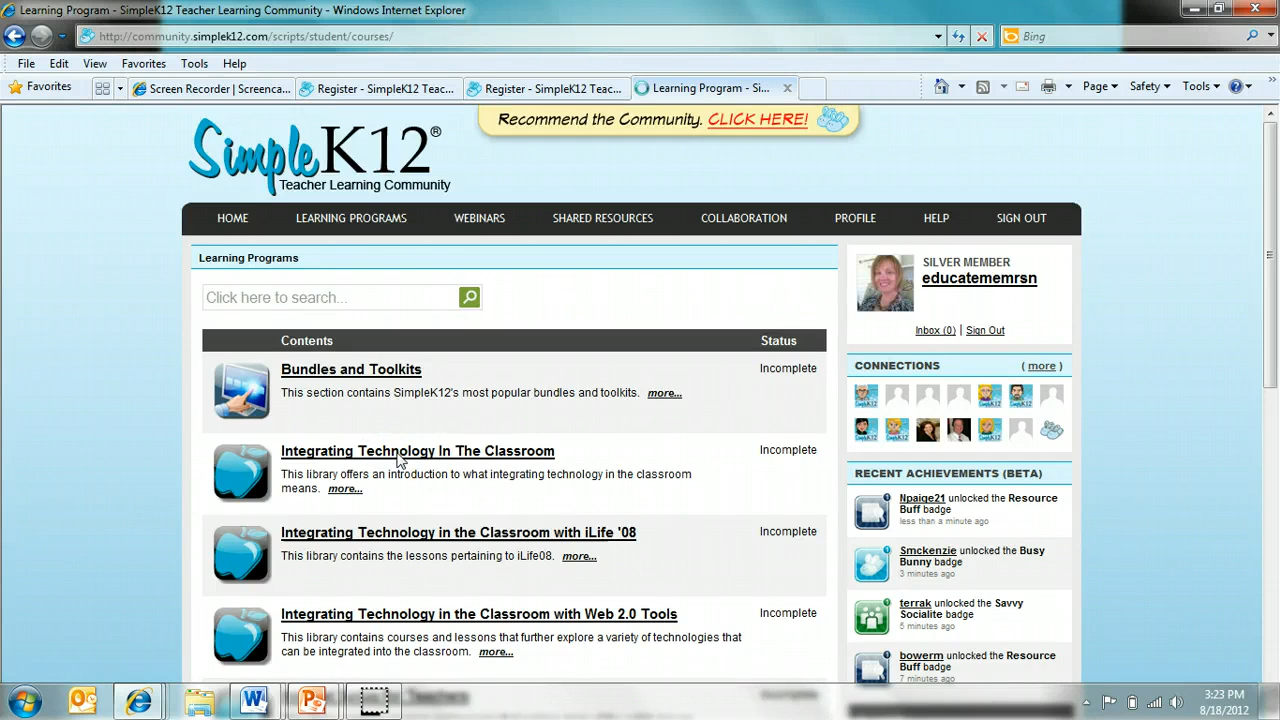 Learning Program - SimpleK12 Teacher Learning Community - Windows Internet Explorer
http://community.simplek12.com/scripts/student/courses/
Bing
File Edit View Favorites Tools Help
Favorites
Screen Recorder | Screenca...
Register - SimpleK12 Teac...
Register - SimpleK12 Teac...
Learning Program - Si...
Page Safety Tools
Recommend the Community. CLICK HERE!
Simple K12®
Teacher Learning Community
HOME LEARNING PROGRAMS WEBINARS SHARED RESOURCES COLLABORATION PROFILE HELP SIGN OUT
Learning Programs
Click here to search...
Contents Status
Bundles and Toolkits Incomplete
This section contains SimpleK12's most popular bundles and toolkits. more...
Integrating Technology In The Classroom Incomplete
This library offers an introduction to what integrating technology in the classroom
means. more...
Integrating Technology in the Classroom with iLife '08 Incomplete
This library contains the lessons pertaining to iLife08. more...
Integrating Technology in the Classroom with Web 2.0 Tools Incomplete
This library contains courses and lessons that further explore a variety of technologies that
can be integrated into the classroom. more...
SILVER MEMBER
educatememrsn
Inbox (0) | Sign Out
CONNECTIONS ( more )
RECENT ACHIEVEMENTS (BETA)
Npaige21 unlocked the Resource
Buff badge
less than a minute ago
Smckenzie unlocked the Busy
Bunny badge
3 minutes ago
terrak unlocked the Savvy
Socialite badge
5 minutes ago
bowerm unlocked the Resource
Buff badge
7 minutes ago
3:23 PM
8/18/2012